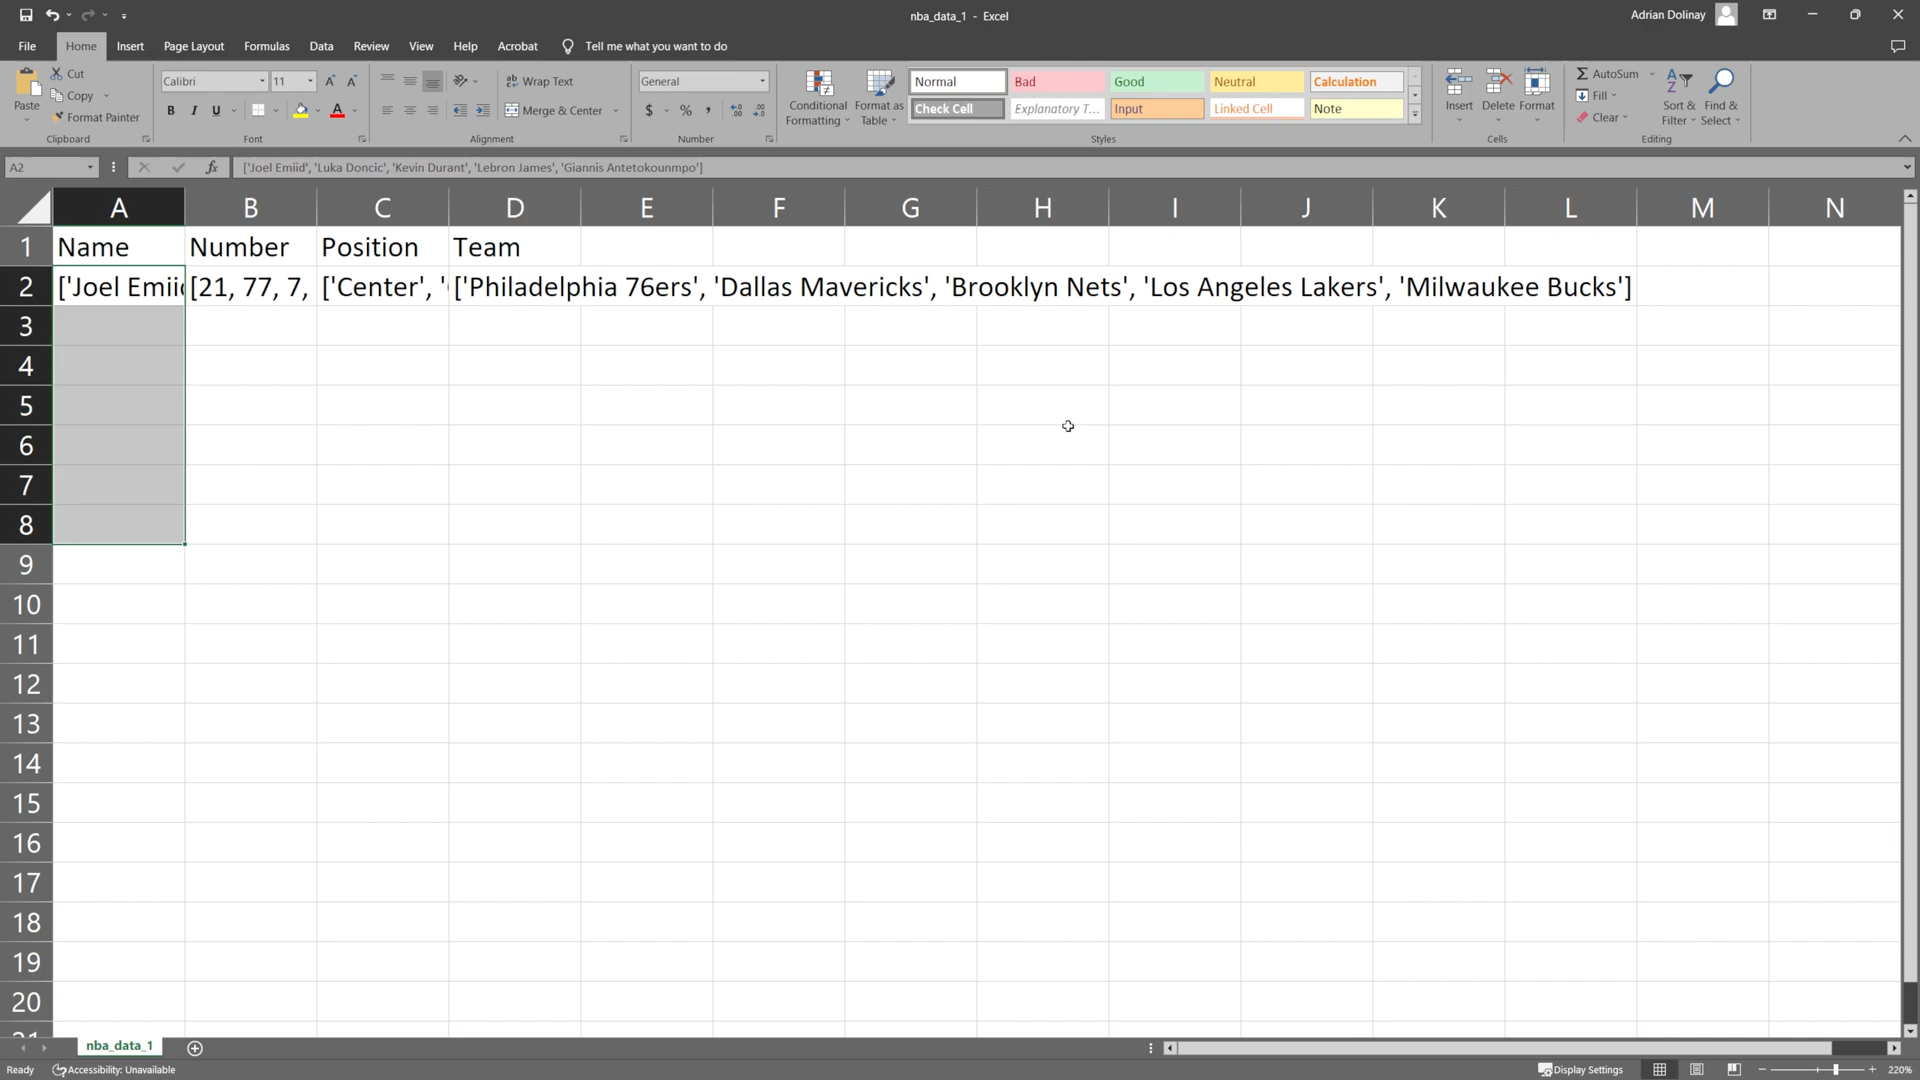 nba_data_1 - Excel
Adrian Dolinay
File Home Insert Page Layout Formulas Data Review View Help Acrobat Tell me what you want to do
Paste
Cut
Copy
Format Painter
Clipboard
Calibri 11
B I U
Font
Wrap Text
Merge & Center
Alignment
General
$ % ,
Number
Conditional Formatting
Format as Table
Normal Bad Good Neutral Calculation
Check Cell Explanatory T... Input Linked Cell Note
Styles
Insert Delete Format
Cells
AutoSum
Fill
Clear
Sort & Filter
Find & Select
Editing
A2 fx ['Joel Emiid', 'Luka Doncic', 'Kevin Durant', 'Lebron James', 'Giannis Antetokounmpo']
A B C D E F G H I J K L M N
1 Name Number Position Team
2 ['Joel Emiid [21, 77, 7, ['Center', ' ['Philadelphia 76ers', 'Dallas Mavericks', 'Brooklyn Nets', 'Los Angeles Lakers', 'Milwaukee Bucks']
3
4
5
6
7
8
9
10
11
12
13
14
15
16
17
18
19
20
nba_data_1
Ready Accessibility: Unavailable Display Settings 220%